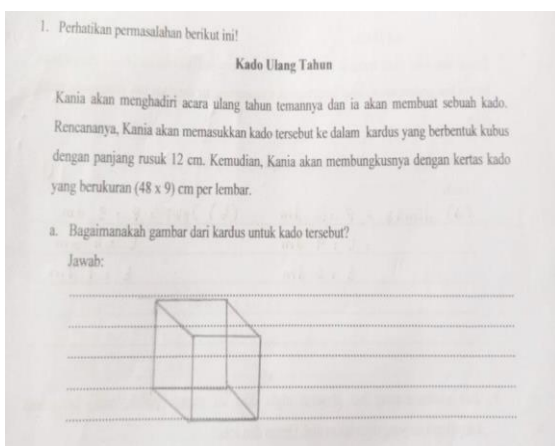 1. Perhatikan permasalahan berikut ini!
Kado Ulang Tahun
Kania akan menghadiri acara ulang tahun temannya dan ia akan membuat sebuah kado.
Rencananya, Kania akan memasukkan kado tersebut ke dalam kardus yang berbentuk kubus
dengan panjang rusuk 12 cm. Kemudian, Kania akan membungkusnya dengan kertas kado
yang berukuran (48 x 9) cm per lembar.
a. Bagaimanakah gambar dari kardus untuk kado tersebut?
Jawab: